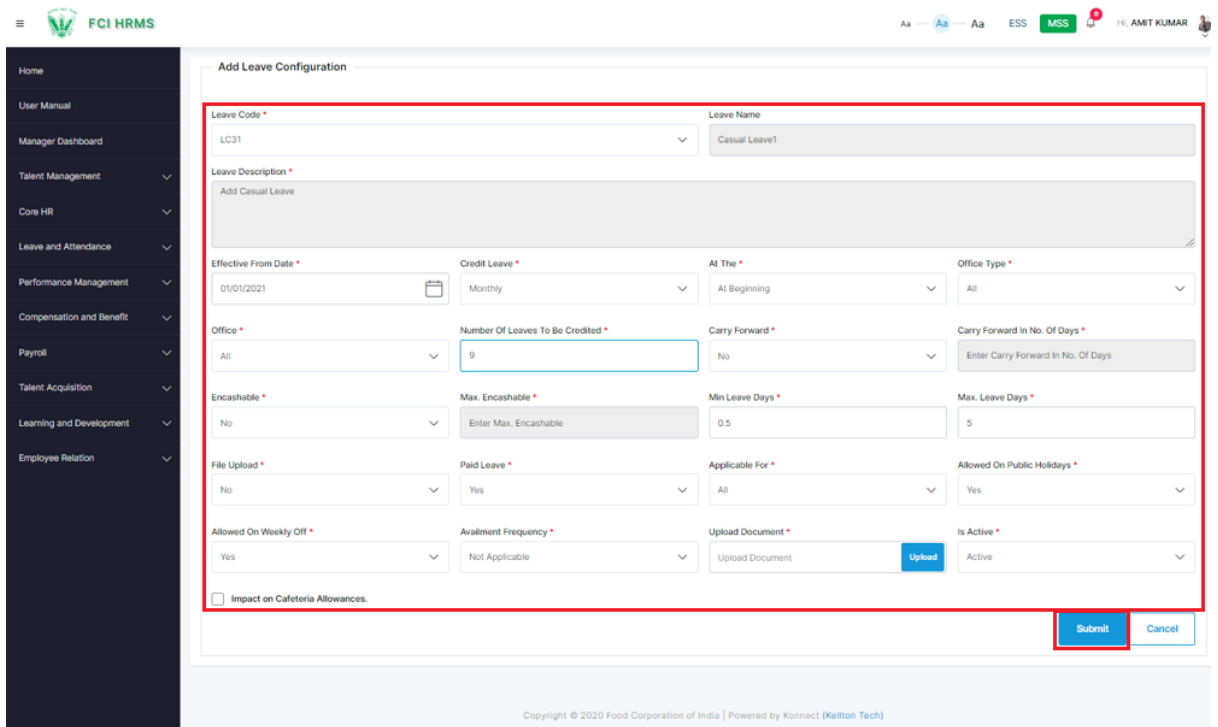 FCI HRMS
Aa Aa Aa ESS MSS 0 Hi, AMIT KUMAR
Home
User Manual
Manager Dashboard
Talent Management
Core HR
Leave and Attendance
Performance Management
Compensation and Benefit
Payroll
Talent Acquisition
Learning and Development
Employee Relation
Add Leave Configuration
Leave Code * Leave Name
LC31 Casual Leave1
Leave Description *
Add Casual Leave
Effective From Date * Credit Leave * At The * Office Type *
01/01/2021 Monthly At Beginning All
Office * Number Of Leaves To Be Credited * Carry Forward * Carry Forward In No. Of Days *
All 9 No Enter Carry Forward In No. Of Days
Encashable * Max. Encashable * Min Leave Days * Max. Leave Days *
No Enter Max. Encashable 0.5 5
File Upload * Paid Leave * Applicable For * Allowed On Public Holidays *
No Yes All Yes
Allowed On Weekly Off * Availment Frequency * Upload Document * Is Active *
Yes Not Applicable Upload Document Upload Active
Impact on Cafeteria Allowances.
Submit Cancel
Copyright © 2020 Food Corporation of India | Powered by Konnect (Kellton Tech)